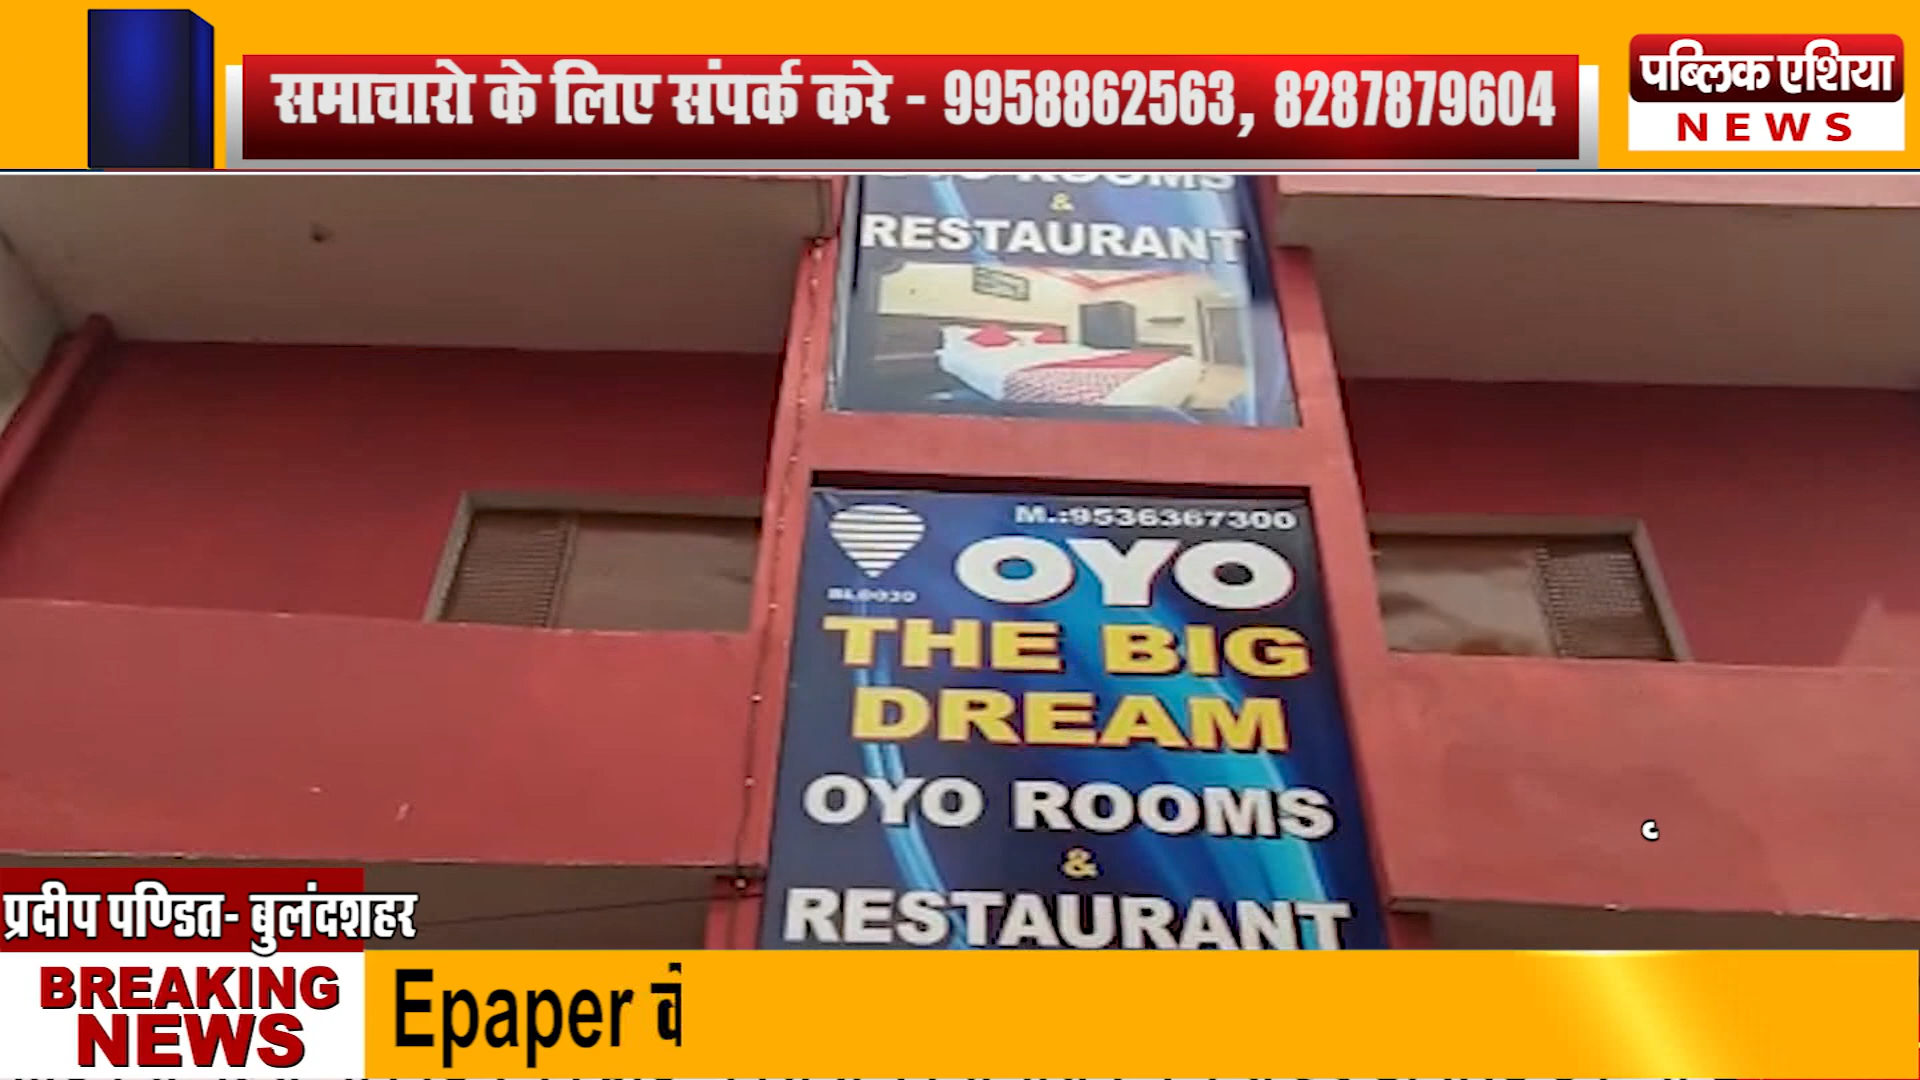 समाचारो के लिए संपर्क करे - 9958862563, 8287879604
पब्लिक एशिया
NEWS
ROOMS
&
RESTAURANT
M.:9536367300
OYO
THE BIG
DREAM
OYO ROOMS
&
RESTAURANT
प्रदीप पण्डित- बुलंदशहर
BREAKING
NEWS
Epaper